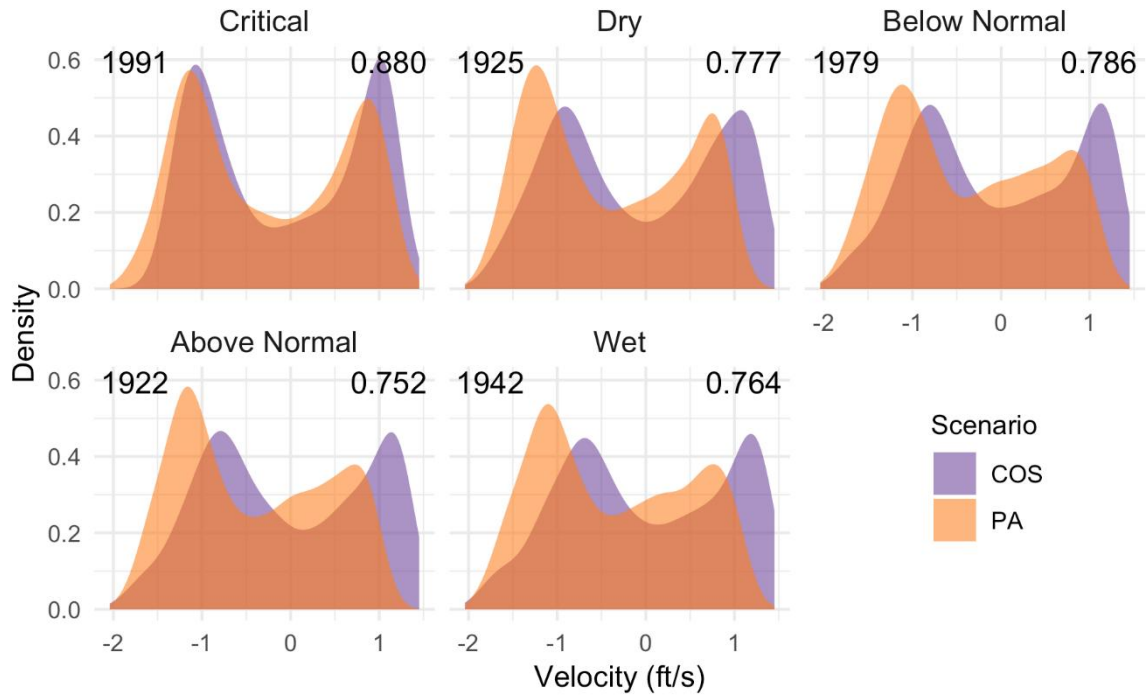 Critical
Dry
Below Normal
0.6
1991
0.880
1925
0.777
1979
0.786
0.4
0.2
0.0
-2 -1 0 1
Density
Above Normal
Wet
0.6
1922
0.752
1942
0.764
0.4
0.2
0.0
-2 -1 0 1
-2 -1 0 1
Velocity (ft/s)
Scenario
COS
PA